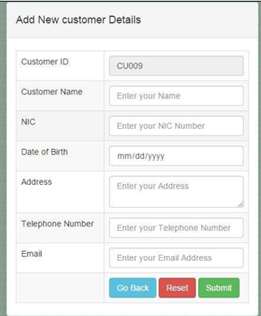 Add New customer Details
Customer ID CU009
Customer Name Enter your Name
NIC Enter your NIC Number
Date of Birth mm/dd/yyyy
Address Enter your Address
Telephone Number Enter your Telephone Number
Email Enter your Email Address
Go Back Reset Submit